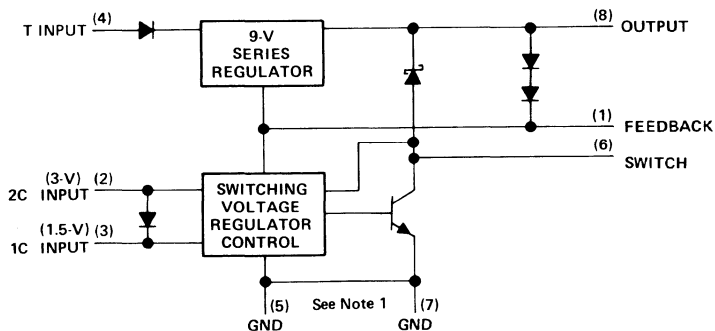 T INPUT (4)
9-V
SERIES
REGULATOR
(8) OUTPUT
(1) FEEDBACK
(6) SWITCH
2C INPUT (3-V) (2)
1C INPUT (1.5-V) (3)
SWITCHING
VOLTAGE
REGULATOR
CONTROL
(5) See Note 1 (7)
GND GND